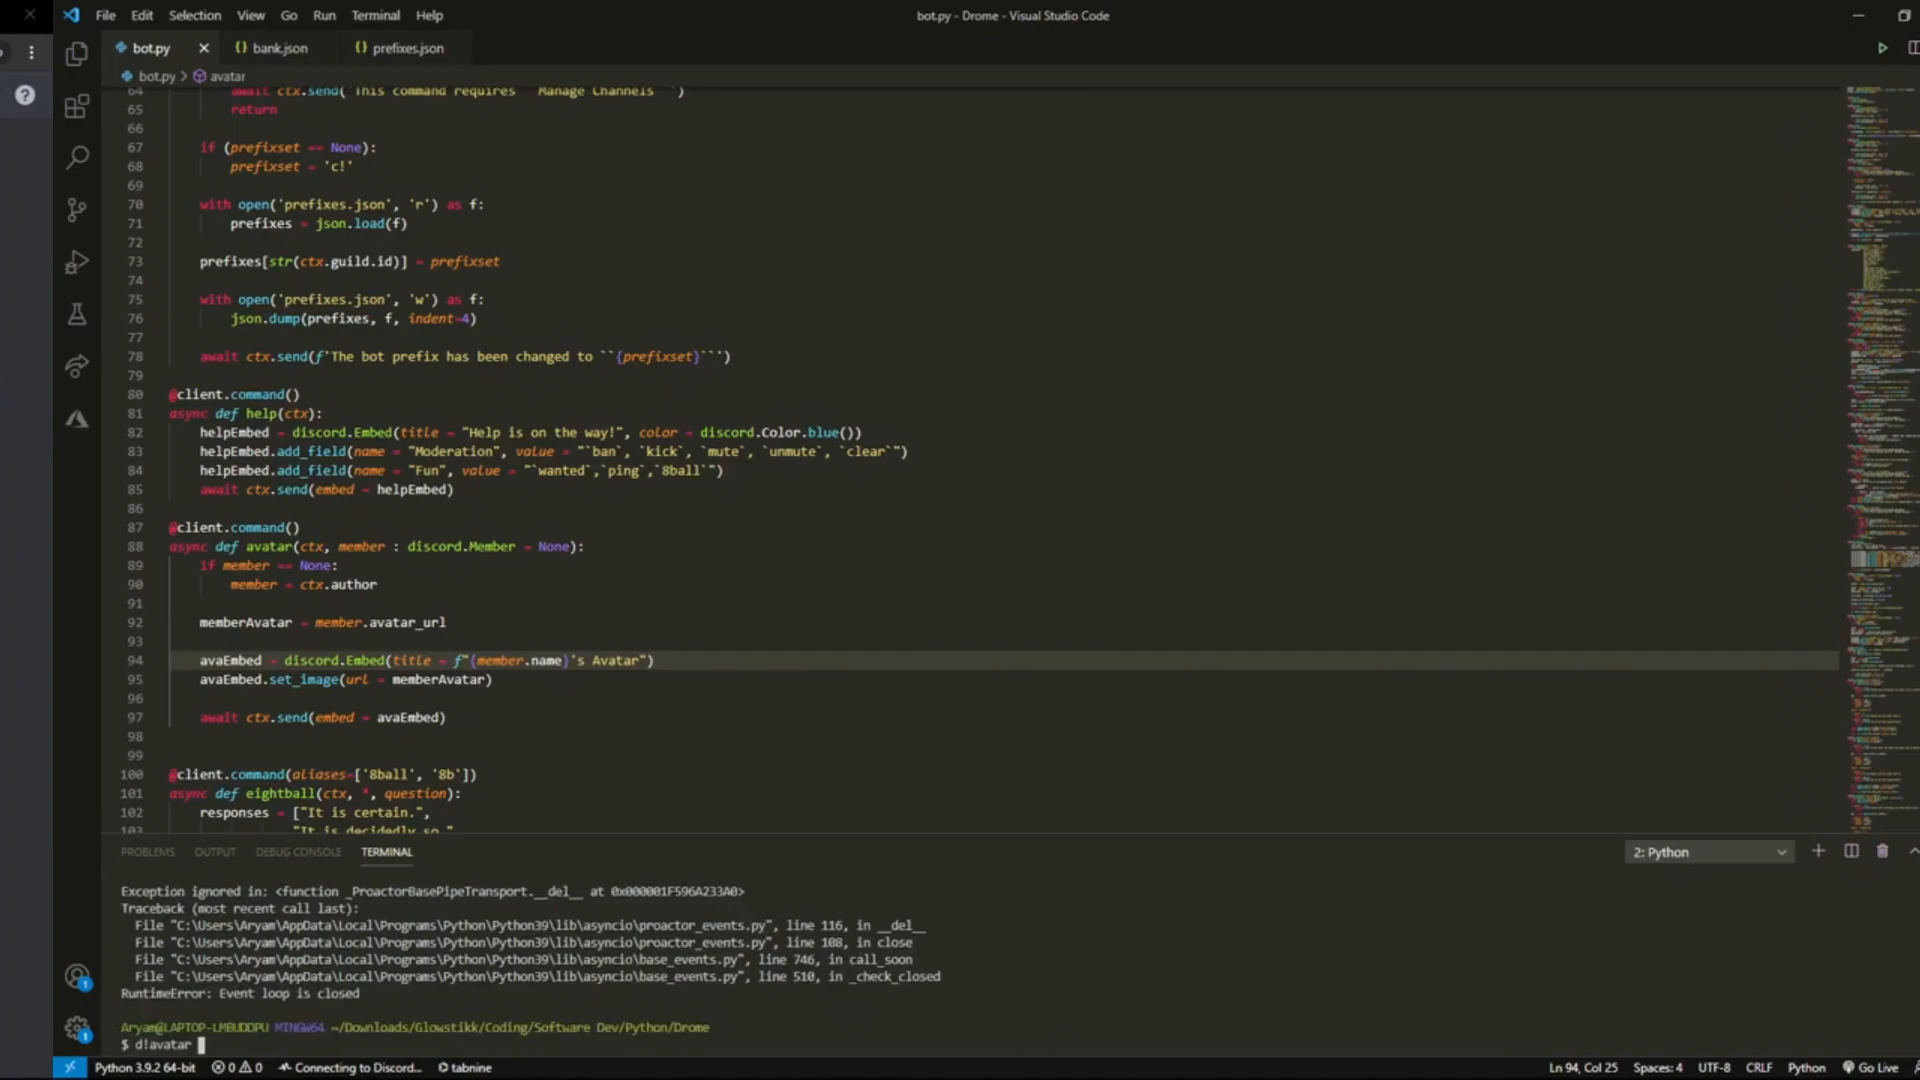 File Edit Selection View Go Run Terminal Help
bot.py - Drome - Visual Studio Code
bot.py
{} bank.json
{} prefixes.json
bot.py > avatar
64 await ctx.send(`This command requires ``Manage Channels```)
65 return
66
67 if (prefixset == None):
68 prefixset = 'c!'
69
70 with open('prefixes.json', 'r') as f:
71 prefixes = json.load(f)
72
73 prefixes[str(ctx.guild.id)] = prefixset
74
75 with open('prefixes.json', 'w') as f:
76 json.dump(prefixes, f, indent=4)
77
78 await ctx.send(f'The bot prefix has been changed to ``{prefixset}```')
79
80 @client.command()
81 async def help(ctx):
82 helpEmbed = discord.Embed(title = "Help is on the way!", color = discord.Color.blue())
83 helpEmbed.add_field(name = "Moderation", value = "`ban`, `kick`, `mute`, `unmute`, `clear`")
84 helpEmbed.add_field(name = "Fun", value = "`wanted`,`ping`,`8ball`")
85 await ctx.send(embed = helpEmbed)
86
87 @client.command()
88 async def avatar(ctx, member : discord.Member = None):
89 if member == None:
90 member = ctx.author
91
92 memberAvatar = member.avatar_url
93
94 avaEmbed = discord.Embed(title = f"{member.name}'s Avatar")
95 avaEmbed.set_image(url = memberAvatar)
96
97 await ctx.send(embed = avaEmbed)
98
99
100 @client.command(aliases=['8ball', '8b'])
101 async def eightball(ctx, *, question):
102 responses = ["It is certain.",
103 "It is decidedly so."
PROBLEMS OUTPUT DEBUG CONSOLE TERMINAL
2: Python
Exception ignored in: <function _ProactorBasePipeTransport.__del__ at 0x000001F596A233A0>
Traceback (most recent call last):
File "C:\Users\Aryam\AppData\Local\Programs\Python\Python39\lib\asyncio\proactor_events.py", line 116, in __del__
File "C:\Users\Aryam\AppData\Local\Programs\Python\Python39\lib\asyncio\proactor_events.py", line 108, in close
File "C:\Users\Aryam\AppData\Local\Programs\Python\Python39\lib\asyncio\base_events.py", line 746, in call_soon
File "C:\Users\Aryam\AppData\Local\Programs\Python\Python39\lib\asyncio\base_events.py", line 510, in _check_closed
RuntimeError: Event loop is closed
Aryam@LAPTOP-LMBUDDPU MINGW64 ~/Downloads/Glowstikk/Coding/Software Dev/Python/Drome
$ d!avatar
Python 3.9.2 64-bit 0 0 Connecting to Discord... tabnine
Ln 94, Col 25 Spaces: 4 UTF-8 CRLF Python Go Live